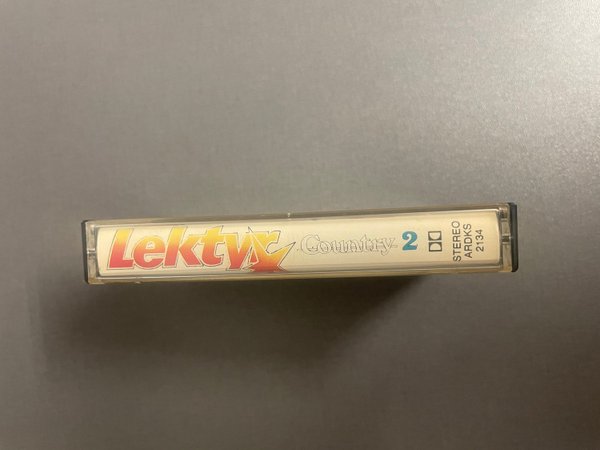 Lektyr Country 2
STEREO
ARDKS
2134